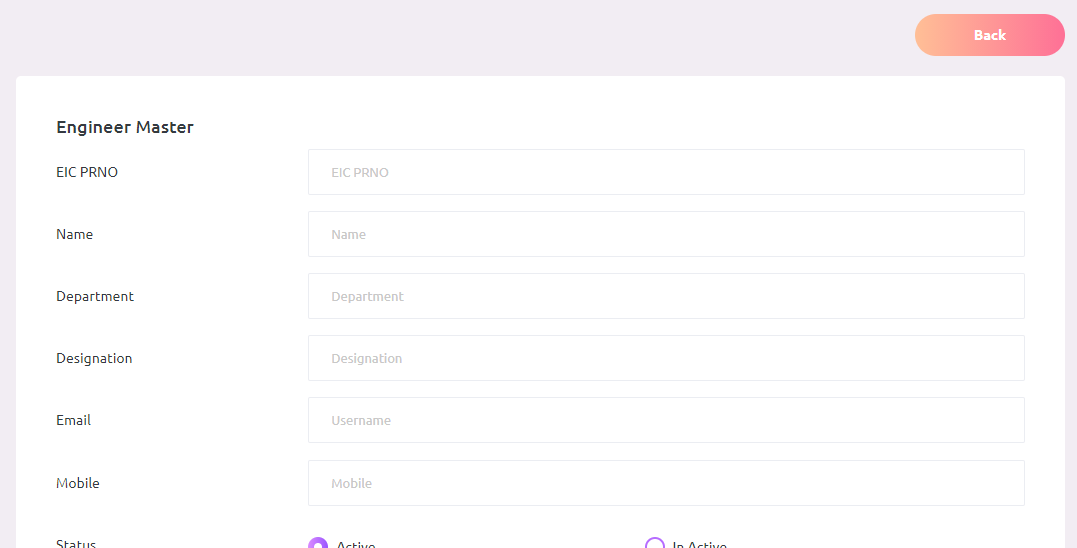 Back
Engineer Master
EIC PRNO EIC PRNO
Name Name
Department Department
Designation Designation
Email Username
Mobile Mobile
Status Active In Active